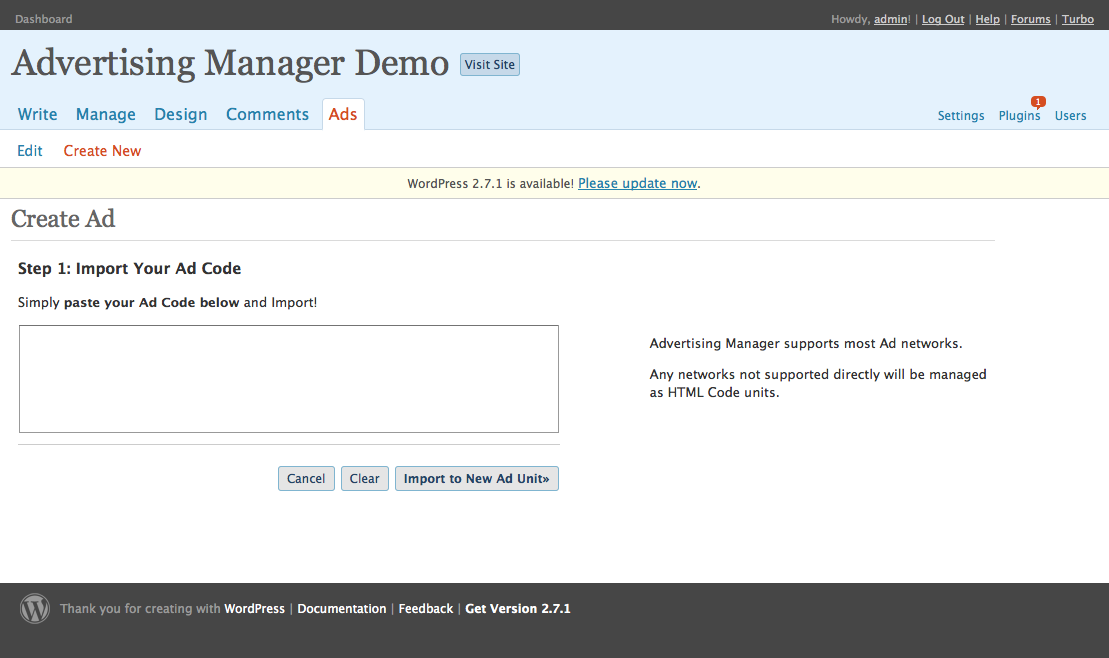 Dashboard
Howdy, admin! | Log Out | Help | Forums | Turbo
Advertising Manager Demo Visit Site
Write Manage Design Comments Ads
Settings Plugins 1 Users
Edit Create New
WordPress 2.7.1 is available! Please update now.
Create Ad
Step 1: Import Your Ad Code
Simply paste your Ad Code below and Import!
Advertising Manager supports most Ad networks.
Any networks not supported directly will be managed
as HTML Code units.
Cancel Clear Import to New Ad Unit»
Thank you for creating with WordPress | Documentation | Feedback | Get Version 2.7.1